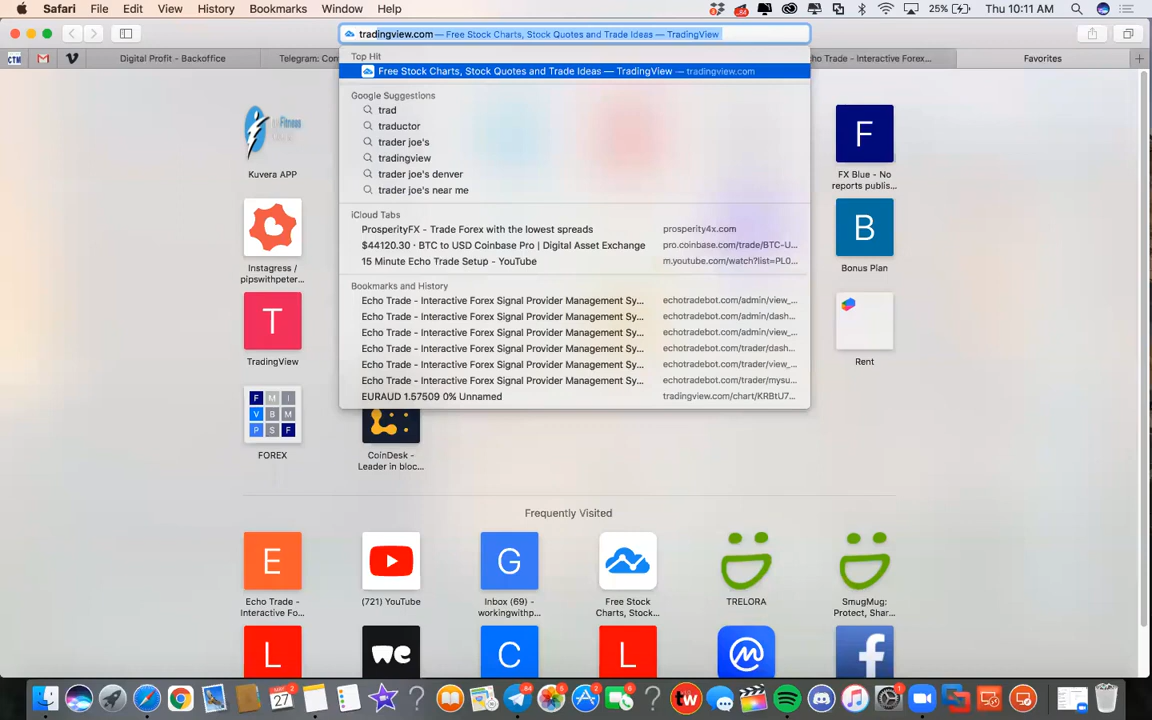 Safari File Edit View History Bookmarks Window Help 25% Thu 10:11 AM
tradingview.com — Free Stock Charts, Stock Quotes and Trade Ideas — TradingView
CTM Digital Profit - Backoffice Telegram: Con ho Trade - Interactive Forex... Favorites
Top Hit
Free Stock Charts, Stock Quotes and Trade Ideas — TradingView — tradingview.com
Google Suggestions
trad
traductor
trader joe's
tradingview
trader joe's denver
trader joe's near me
iCloud Tabs
ProsperityFX - Trade Forex with the lowest spreads prosperity4x.com
$44120.30 · BTC to USD Coinbase Pro | Digital Asset Exchange pro.coinbase.com/trade/BTC-U...
15 Minute Echo Trade Setup - YouTube m.youtube.com/watch?list=PL0...
Bookmarks and History
Echo Trade - Interactive Forex Signal Provider Management Sy... echotradebot.com/admin/view_...
Echo Trade - Interactive Forex Signal Provider Management Sy... echotradebot.com/admin/dash...
Echo Trade - Interactive Forex Signal Provider Management Sy... echotradebot.com/admin/view_...
Echo Trade - Interactive Forex Signal Provider Management Sy... echotradebot.com/trader/dash...
Echo Trade - Interactive Forex Signal Provider Management Sy... echotradebot.com/trader/view_...
Echo Trade - Interactive Forex Signal Provider Management Sy... echotradebot.com/trader/mysu...
EURAUD 1.57509 0% Unnamed tradingview.com/chart/KRBtU7...
Fitness
Kuvera APP
F
FX Blue - No
reports publis...
Instagress /
pipswithpeter...
B
Bonus Plan
T
TradingView
Rent
F M I
V B M
P S F
FOREX
CoinDesk -
Leader in bloc...
Frequently Visited
E G
Echo Trade -
Interactive Fo...
(721) YouTube
Inbox (69) -
workingwithp...
Free Stock
Charts, Stock...
TRELORA
SmugMug:
Protect, Shar...
L we C L
MAY
27
tw